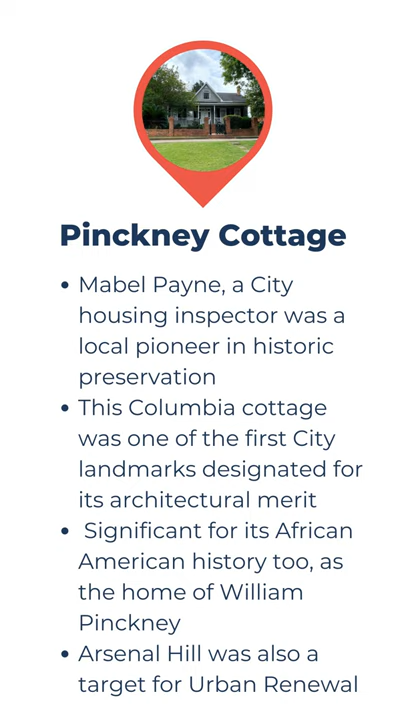 Pinckney Cottage
• Mabel Payne, a City
housing inspector was a
local pioneer in historic
preservation
• This Columbia cottage
was one of the first City
landmarks designated for
its architectural merit
• Significant for its African
American history too, as
the home of William
Pinckney
• Arsenal Hill was also a
target for Urban Renewal